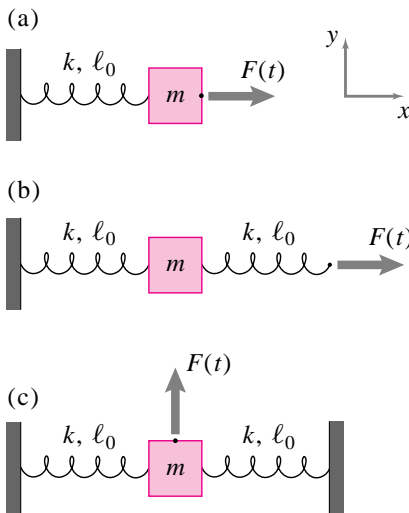 (a)
k, ℓ₀
m
F(t)
y
x
(b)
k, ℓ₀
m
k, ℓ₀
F(t)
F(t)
(c)
k, ℓ₀
m
k, ℓ₀